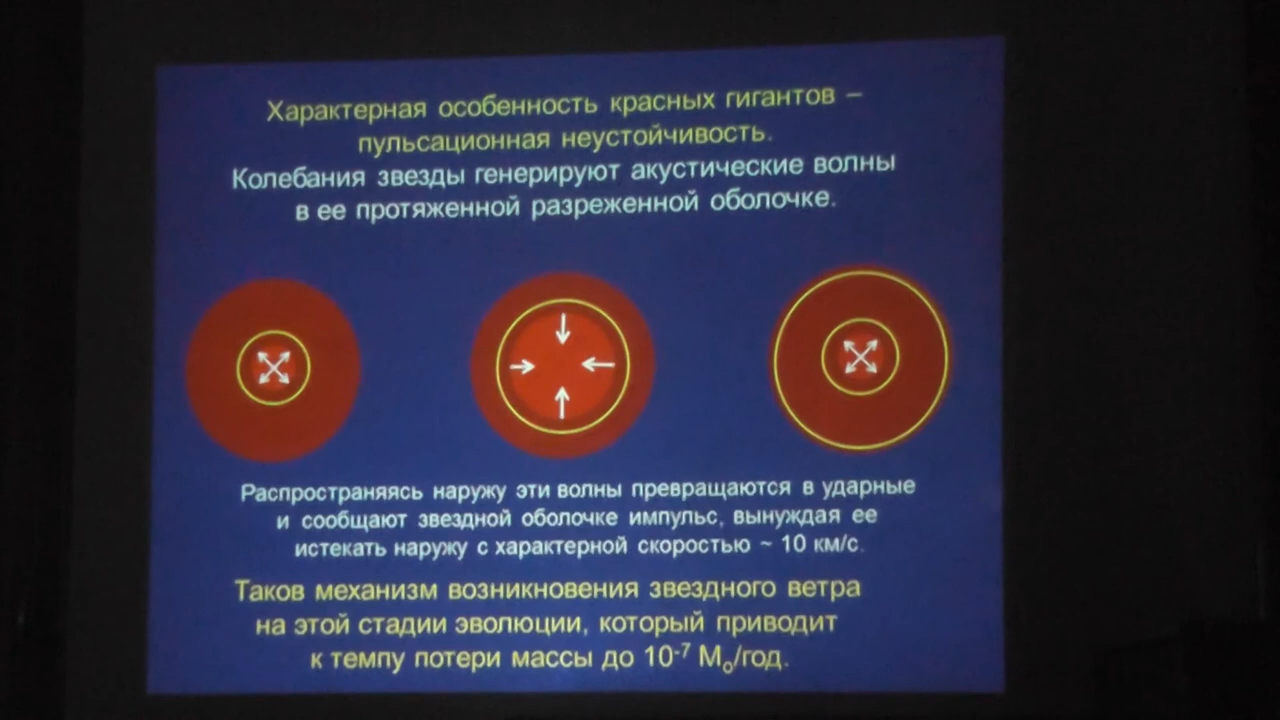 Характерная особенность красных гигантов –
пульсационная неустойчивость.
Колебания звезды генерируют акустические волны
в ее протяженной разреженной оболочке.
Распространяясь наружу эти волны превращаются в ударные
и сообщают звездной оболочке импульс, вынуждая ее
истекать наружу с характерной скоростью ~ 10 км/с.
Таков механизм возникновения звездного ветра
на этой стадии эволюции, который приводит
к темпу потери массы до 10⁻⁷ Mₒ/год.